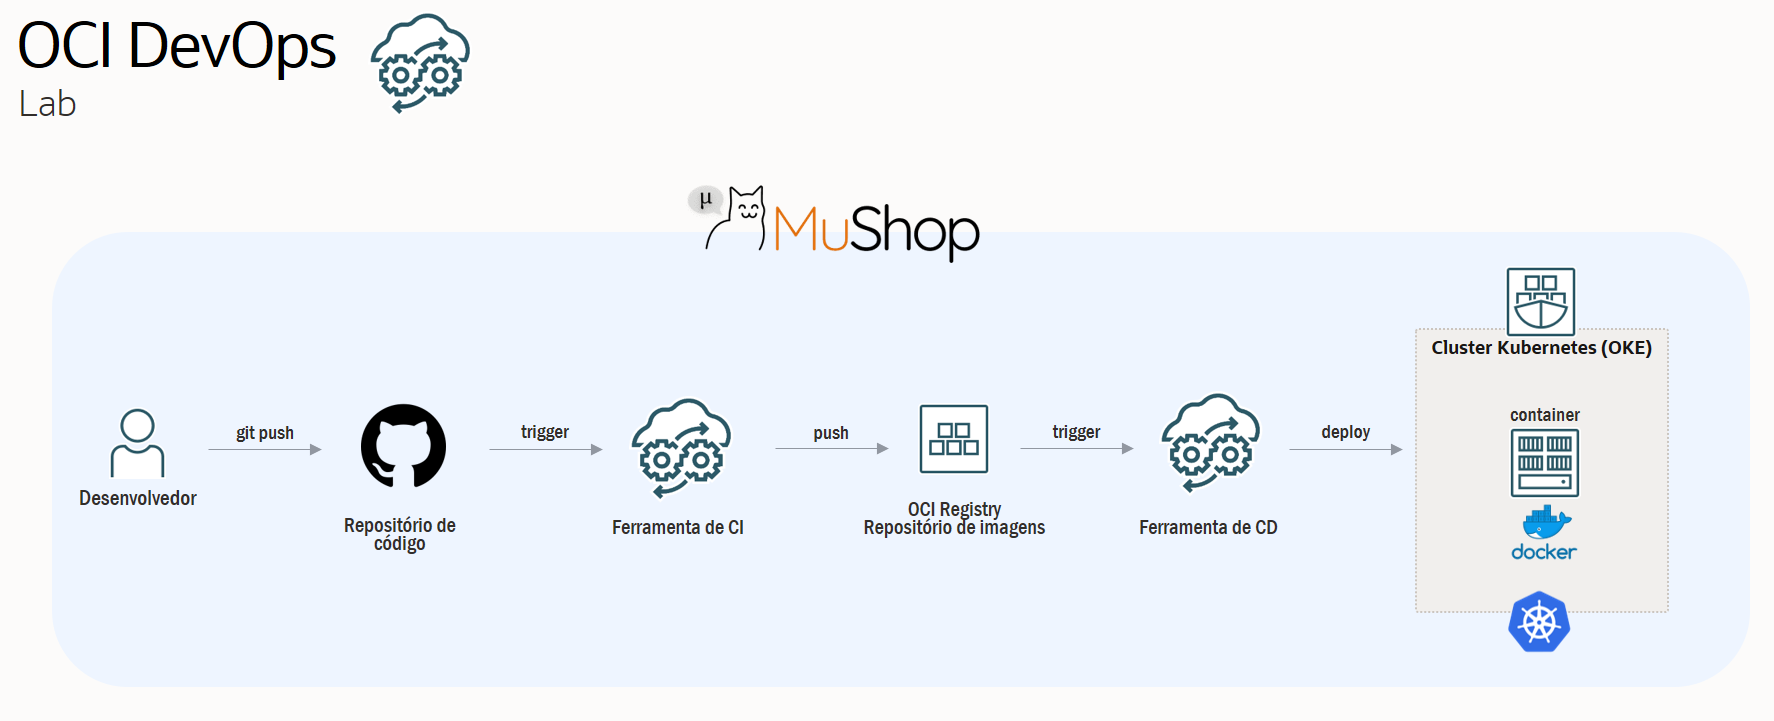 OCI DevOps
Lab
µ
MuShop
Cluster Kubernetes (OKE)
container
git push
trigger
push
trigger
deploy
Desenvolvedor
Repositório de
código
Ferramenta de CI
OCI Registry
Repositório de imagens
Ferramenta de CD
docker